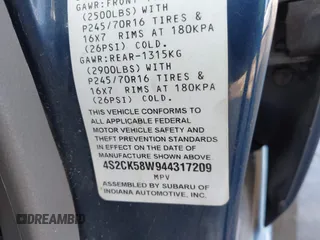 GAWR:FRONT
(2500LBS) WITH
P245/70R16 TIRES &
16x7 RIMS AT 180KPA
(26PSI) COLD.
GAWR:REAR-1315KG
(2900LBS) WITH
P245/70R16 TIRES &
16x7 RIMS AT 180KPA
(26PSI) COLD.
THIS VEHICLE CONFORMS TO
ALL APPLICABLE FEDERAL
MOTOR VEHICLE SAFETY AND
THEFT PREVENTION STANDARDS
IN EFFECT ON THE DATE OF
MANUFACTURE SHOWN ABOVE.
4S2CK58W944317209
MPV
ASSEMBLED BY SUBARU OF
INDIANA AUTOMOTIVE, INC.
DREAMBID